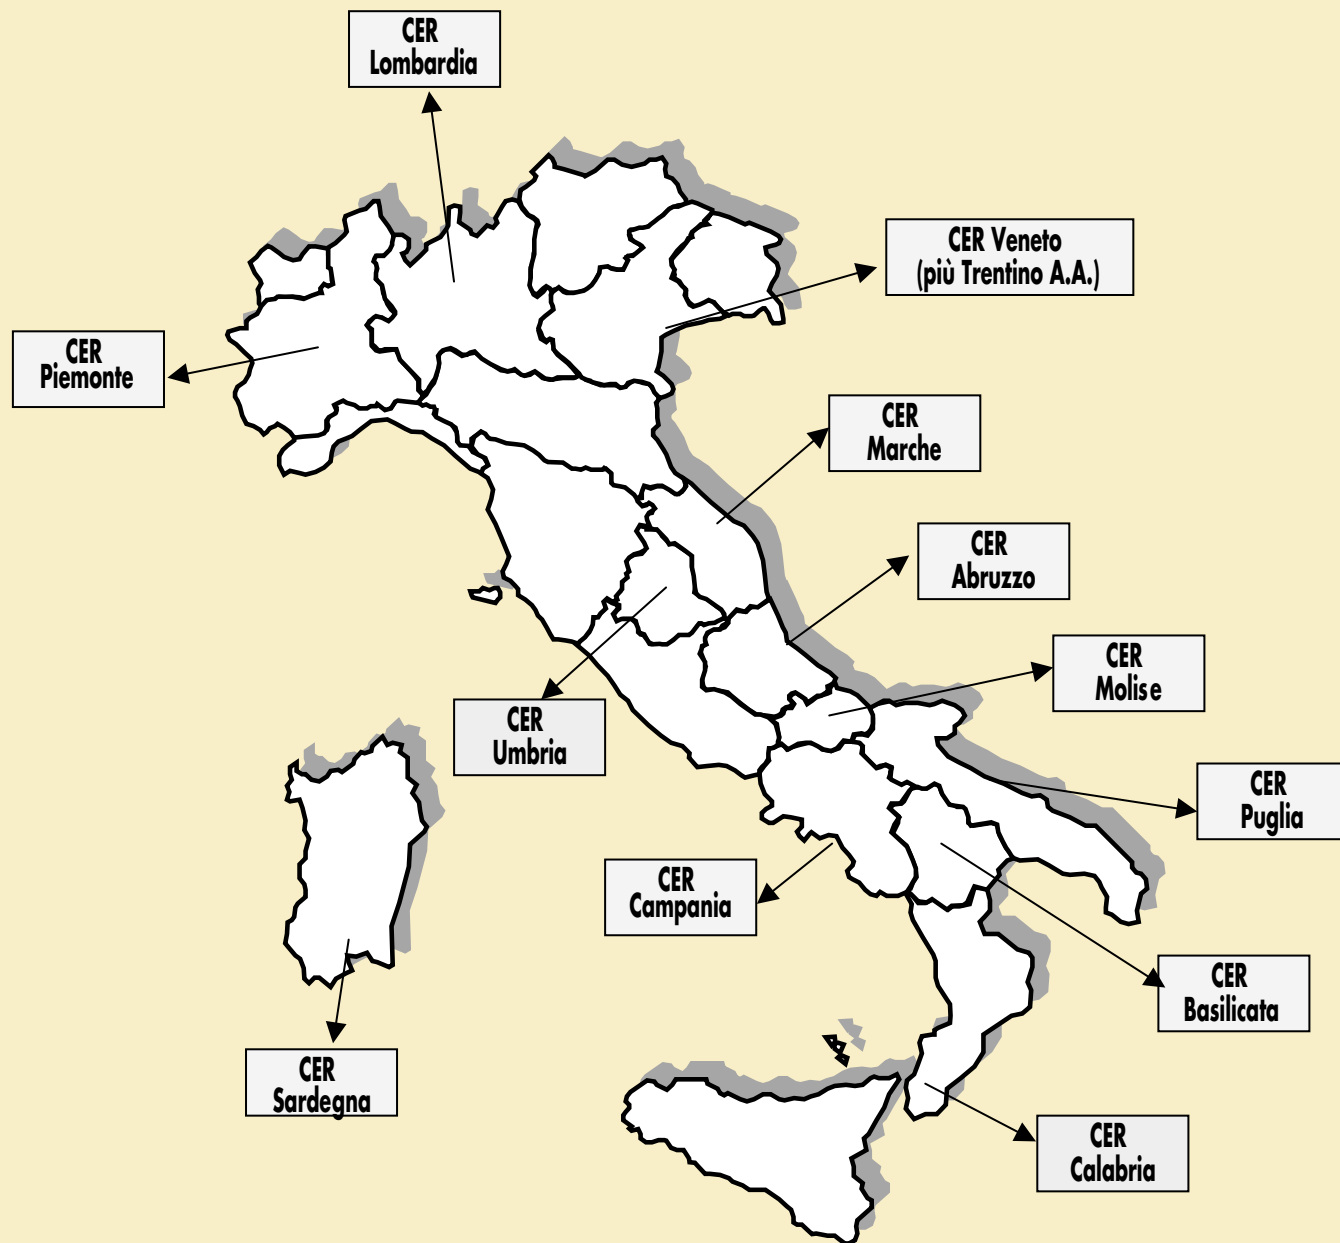 CER
Lombardia
CER Veneto
(più Trentino A.A.)
CER
Piemonte
CER
Marche
CER
Abruzzo
CER
Molise
CER
Umbria
CER
Puglia
CER
Campania
CER
Basilicata
CER
Sardegna
CER
Calabria